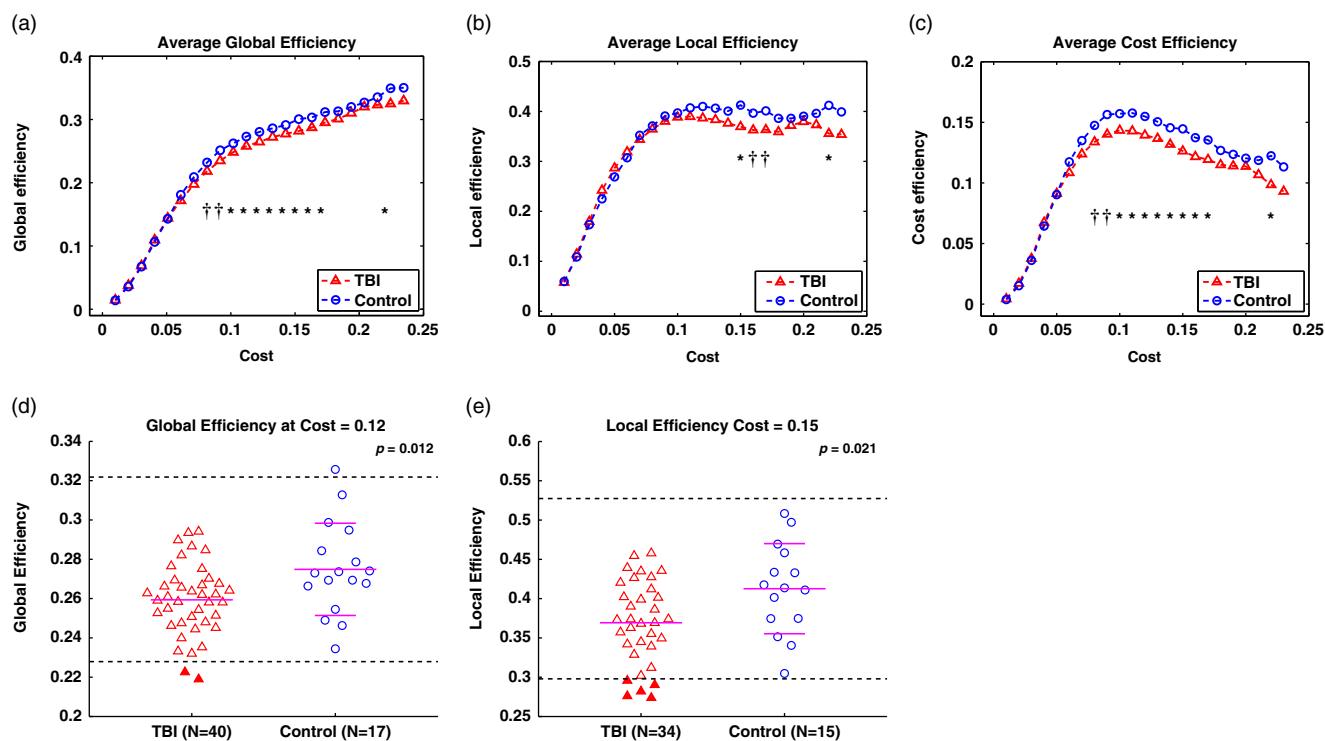 (a)
Average Global Efficiency
Global efficiency
0.4
0.3
0.2
0.1
0
††*********
*
TBI
Control
0 0.05 0.1 0.15 0.2 0.25
Cost
(b)
Average Local Efficiency
Local efficiency
0.5
0.4
0.3
0.2
0.1
0
*††
*
TBI
Control
0 0.05 0.10 0.15 0.2 0.25
Cost
(c)
Average Cost Efficiency
Cost efficiency
0.2
0.15
0.1
0.05
0
††********
*
TBI
Control
0 0.05 0.1 0.15 0.2 0.25
Cost
(d)
Global Efficiency at Cost = 0.12
p = 0.012
Global Efficiency
0.34
0.32
0.3
0.28
0.26
0.24
0.22
0.2
TBI (N=40) Control (N=17)
(e)
Local Efficiency Cost = 0.15
p = 0.021
Local Efficiency
0.6
0.55
0.5
0.45
0.4
0.35
0.3
0.25
TBI (N=34) Control (N=15)